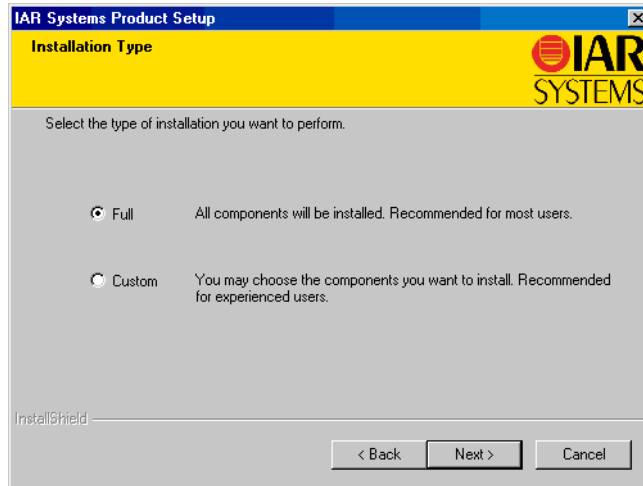 IAR Systems Product Setup
Installation Type
IAR
SYSTEMS
Select the type of installation you want to perform.
Full
All components will be installed. Recommended for most users.
Custom
You may choose the components you want to install. Recommended
for experienced users.
InstallShield
< Back
Next >
Cancel